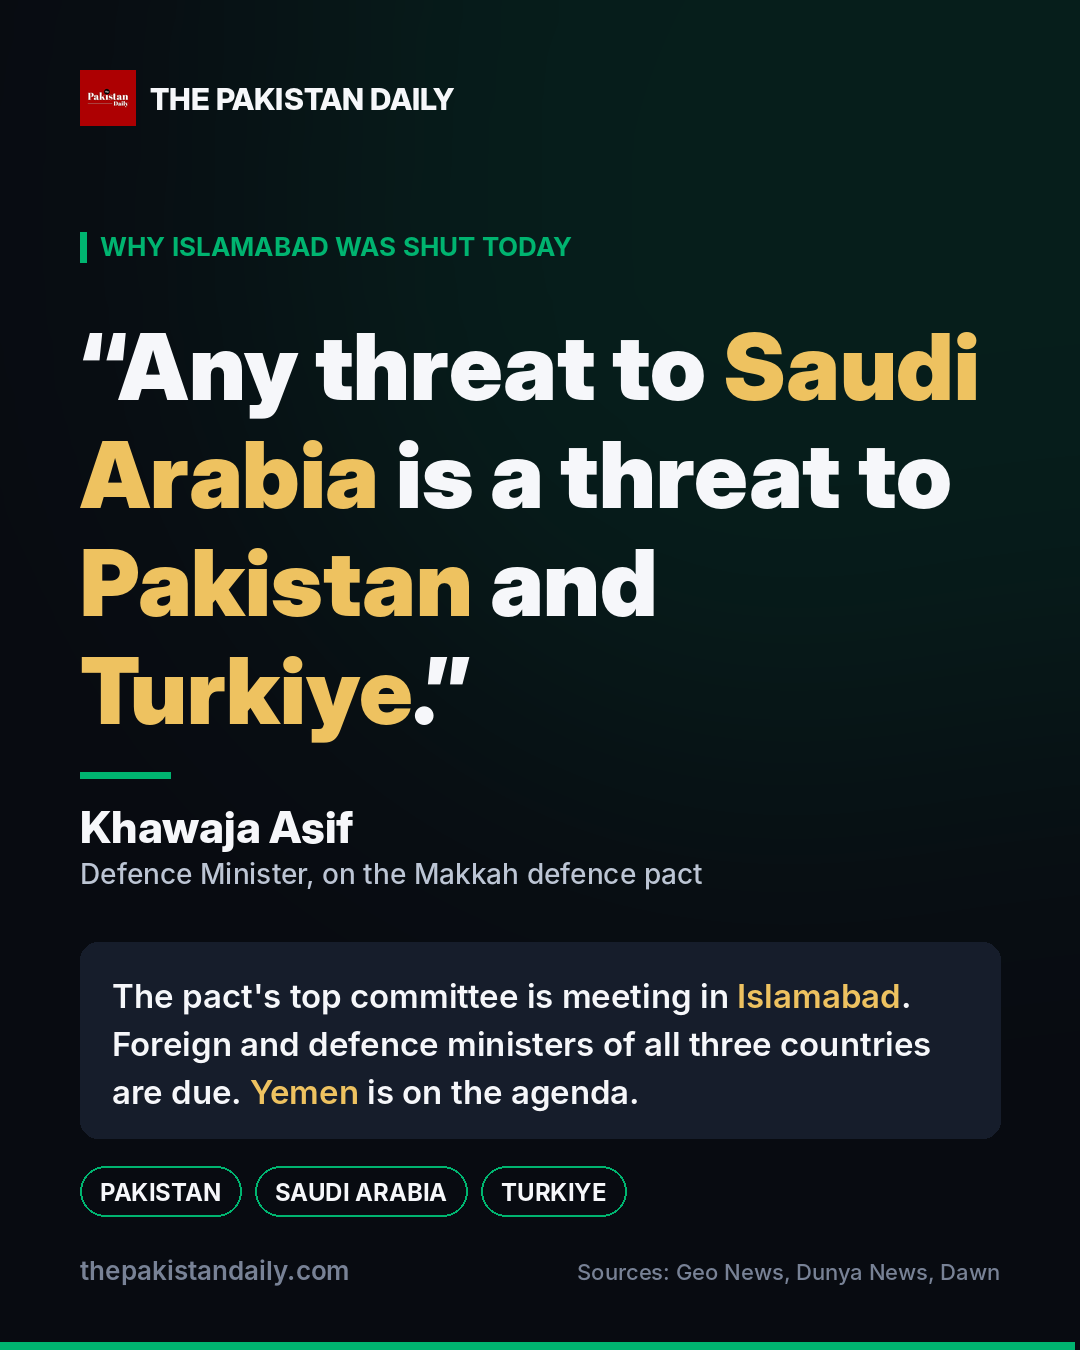 Pakistan
Daily
THE PAKISTAN DAILY
WHY ISLAMABAD WAS SHUT TODAY
“Any threat to Saudi
Arabia is a threat to
Pakistan and
Turkiye.”
Khawaja Asif
Defence Minister, on the Makkah defence pact
The pact's top committee is meeting in Islamabad.
Foreign and defence ministers of all three countries
are due. Yemen is on the agenda.
PAKISTAN SAUDI ARABIA TURKIYE
thepakistandaily.com
Sources: Geo News, Dunya News, Dawn